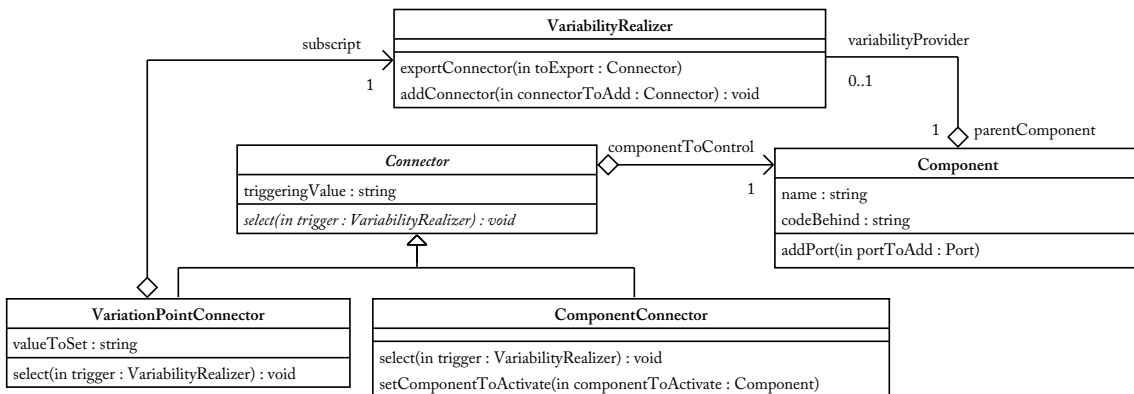 VariabilityRealizer
subscript
variabilityProvider
exportConnector(in toExport : Connector)
1
0..1
addConnector(in connectorToAdd : Connector) : void
1
parentComponent
componentToControl
Connector
Component
triggeringValue : string
1
name : string
select(in trigger : VariabilityRealizer) : void
codeBehind : string
addPort(in portToAdd : Port)
VariationPointConnector
ComponentConnector
valueToSet : string
select(in trigger : VariabilityRealizer) : void
select(in trigger : VariabilityRealizer) : void
setComponentToActivate(in componentToActivate : Component)